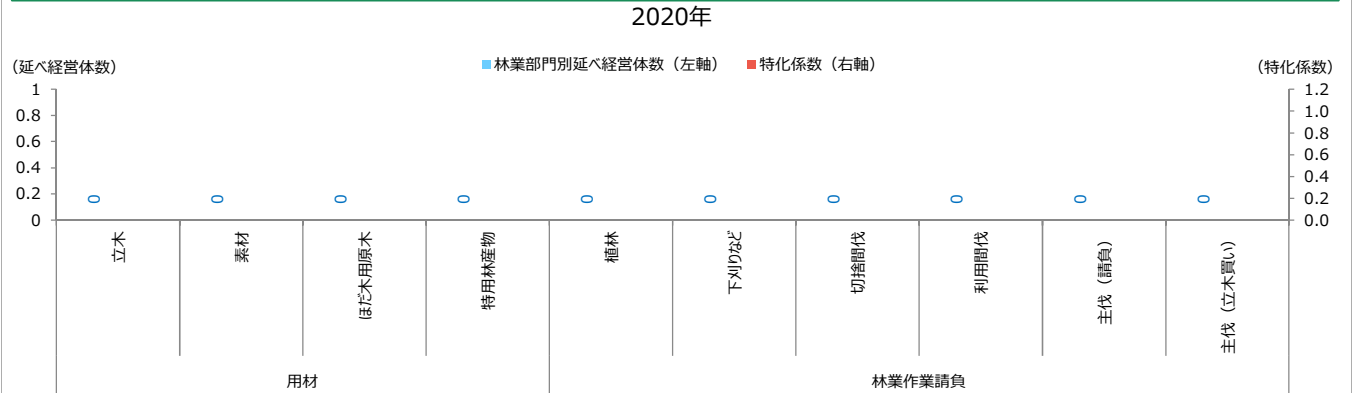 2020年
（延べ経営体数）
林業部門別延べ経営体数（左軸） 特化係数（右軸）
（特化係数）
1
0.8
0.6
0.4
0.2
0
1.2
1.0
0.8
0.6
0.4
0.2
0.0
0 0 0 0 0 0 0 0 0 0
立木
素材
ほだ木用原木
特用林産物
植林
下刈りなど
切捨間伐
利用間伐
主伐（請負）
主伐（立木買い）
用材
林業作業請負